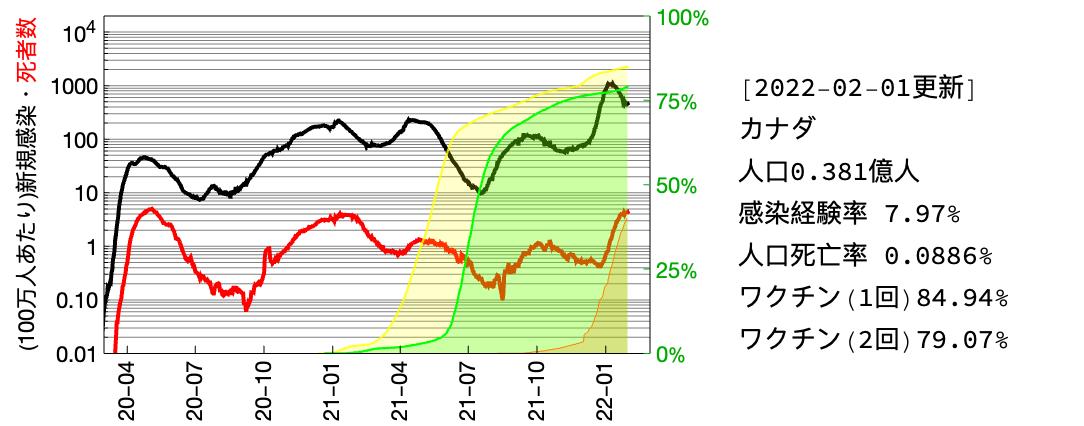 (100万人あたり)新規感染・死者数
10^4
1000
100
10
1
0.10
0.01
100%
75%
50%
25%
0%
20−04
20−07
20−10
21−01
21−04
21−07
21−10
22−01
[2022−02−01更新]
カナダ
人口0.381億人
感染経験率 7.97%
人口死亡率 0.0886%
ワクチン(1回)84.94%
ワクチン(2回)79.07%